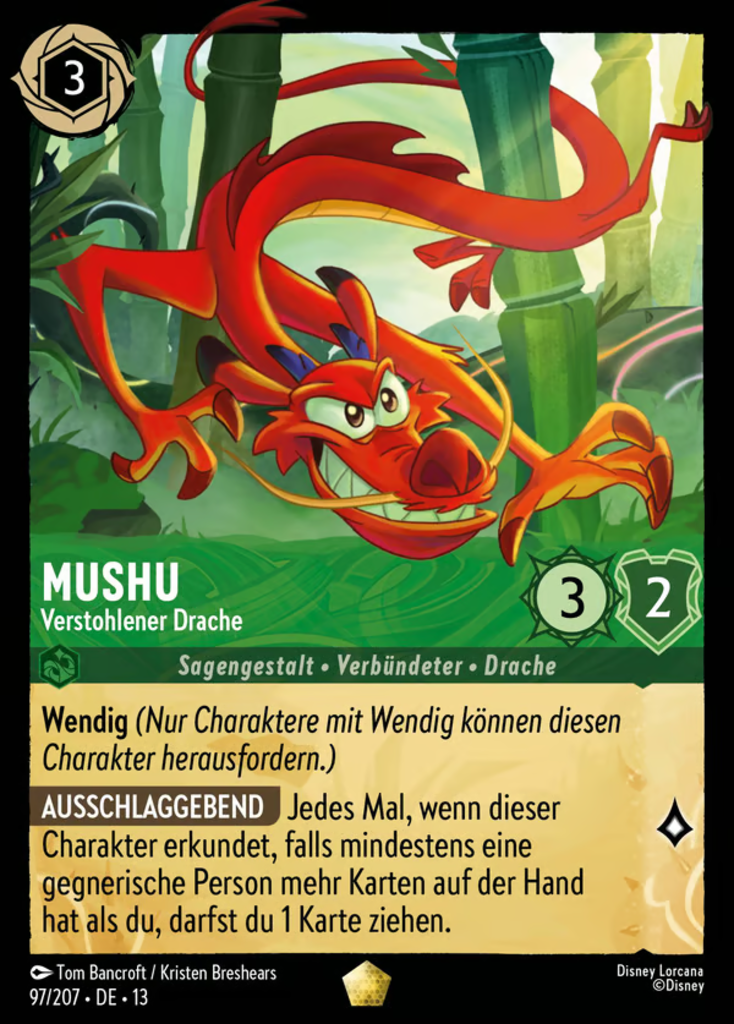 3
MUSHU
Verstohlener Drache
3
2
Sagengestalt • Verbündeter • Drache
Wendig (Nur Charaktere mit Wendig können diesen
Charakter herausfordern.)
AUSSCHLAGGEBEND Jedes Mal, wenn dieser
Charakter erkundet, falls mindestens eine
gegnerische Person mehr Karten auf der Hand
hat als du, darfst du 1 Karte ziehen.
Tom Bancroft / Kristen Breshears
97/207 • DE • 13
Disney Lorcana
©Disney